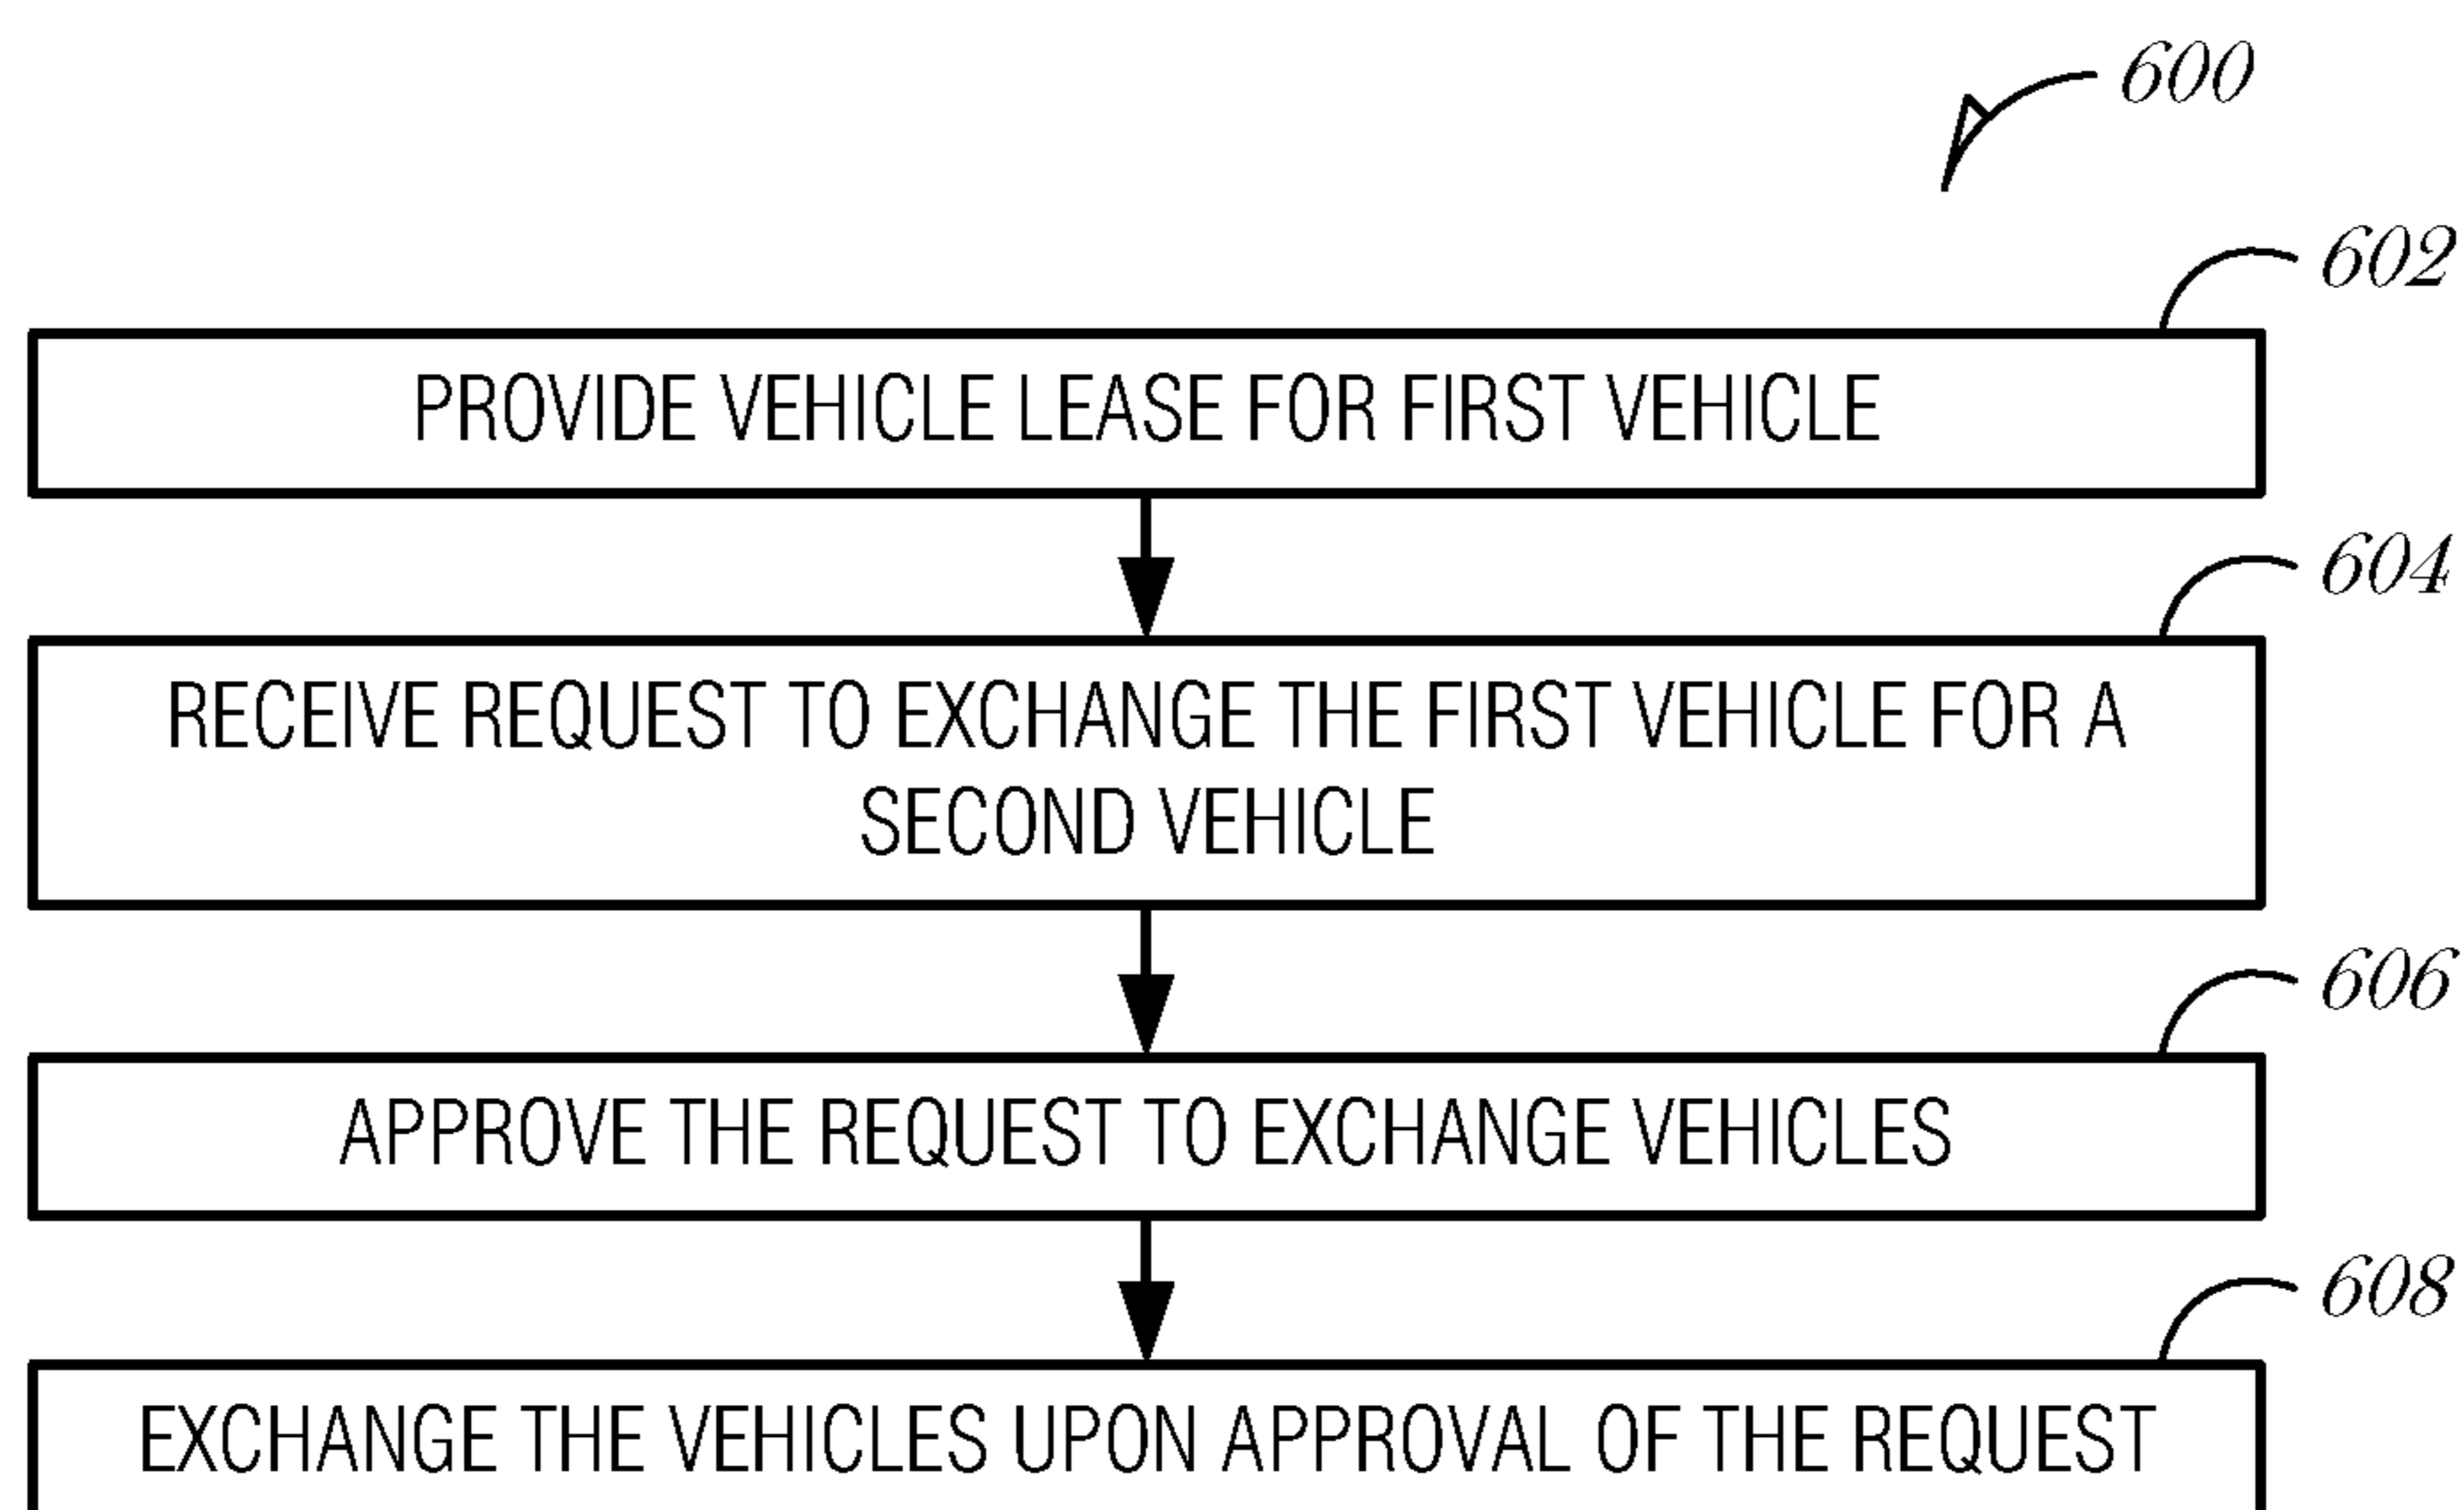 600
602
PROVIDE VEHICLE LEASE FOR FIRST VEHICLE
604
RECEIVE REQUEST TO EXCHANGE THE FIRST VEHICLE FOR A
SECOND VEHICLE
606
APPROVE THE REQUEST TO EXCHANGE VEHICLES
608
EXCHANGE THE VEHICLES UPON APPROVAL OF THE REQUEST